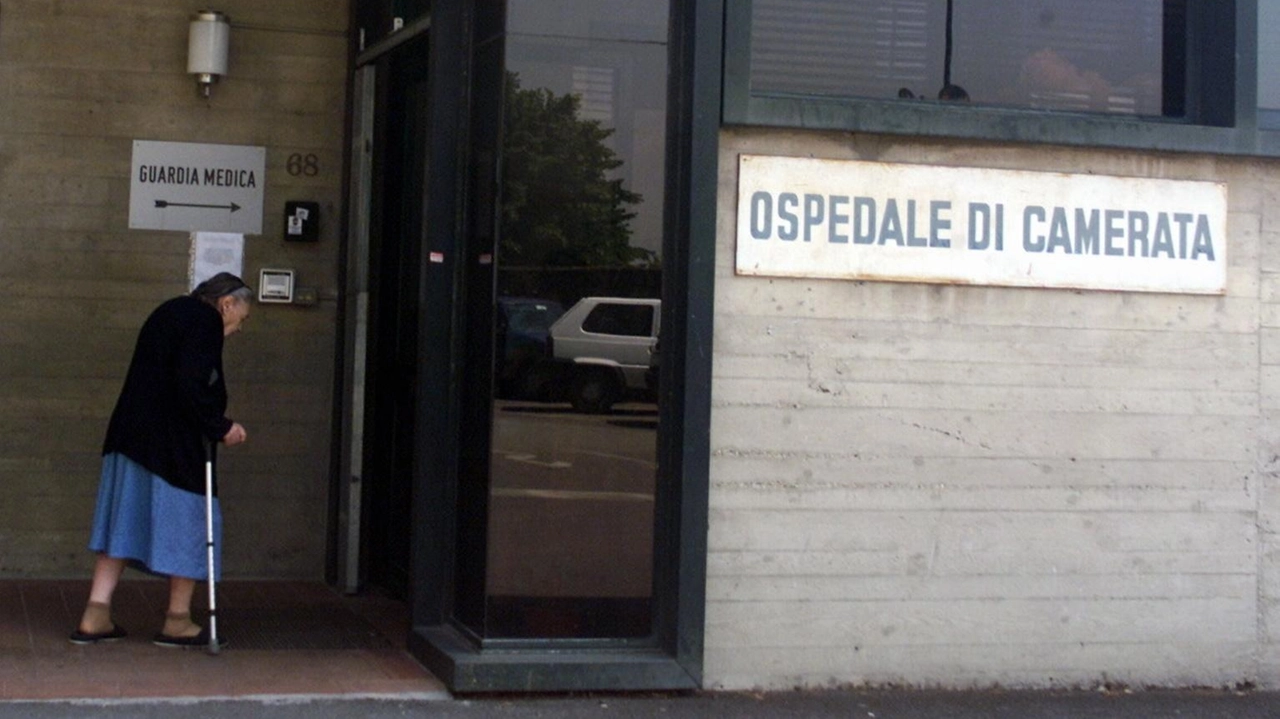 GUARDIA MEDICA
68
OSPEDALE DI CAMERATA